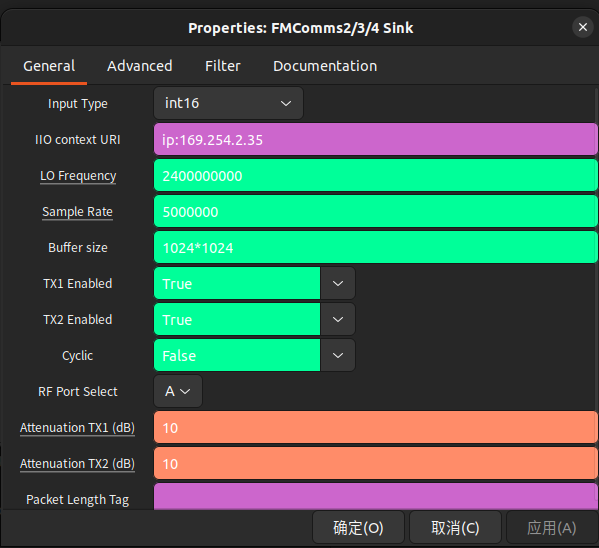 Properties: FMComms2/3/4 Sink
General Advanced Filter Documentation
Input Type int16
IIO context URI ip:169.254.2.35
LO Frequency 2400000000
Sample Rate 5000000
Buffer size 1024*1024
TX1 Enabled True
TX2 Enabled True
Cyclic False
RF Port Select A
Attenuation TX1 (dB) 10
Attenuation TX2 (dB) 10
Packet Length Tag
确定(O) 取消(C) 应用(A)